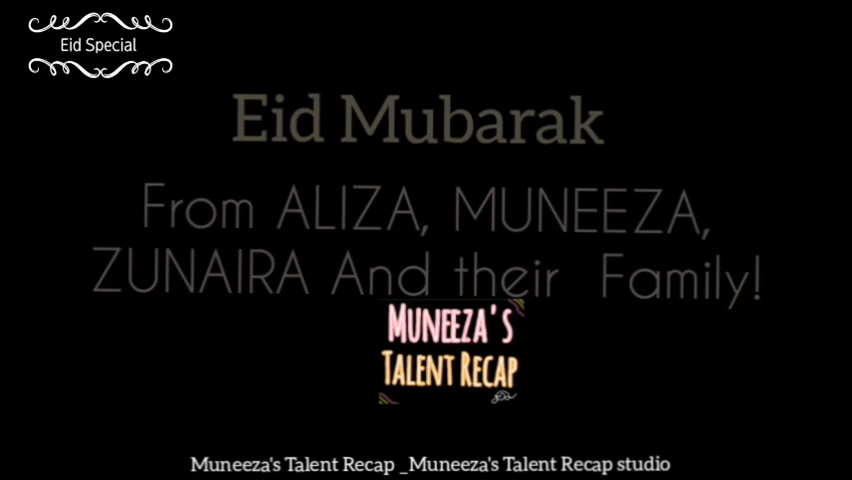 Eid Special
Eid Mubarak
From ALIZA, MUNEEZA,
ZUNAIRA And their Family!
MUNEEZA'S
TALENT RECAP
Muneeza's Talent Recap _Muneeza's Talent Recap studio